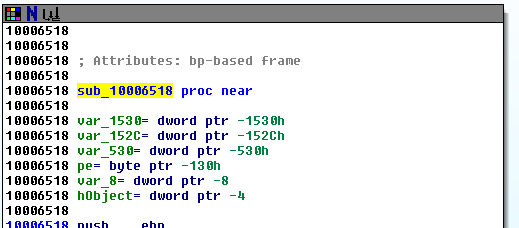 10006518
10006518
10006518 ; Attributes: bp-based frame
10006518
10006518 sub_10006518 proc near
10006518
10006518 var_1530= dword ptr -1530h
10006518 var_152C= dword ptr -152Ch
10006518 var_530= dword ptr -530h
10006518 pe= byte ptr -130h
10006518 var_8= dword ptr -8
10006518 hObject= dword ptr -4
10006518
10006518 push ebp